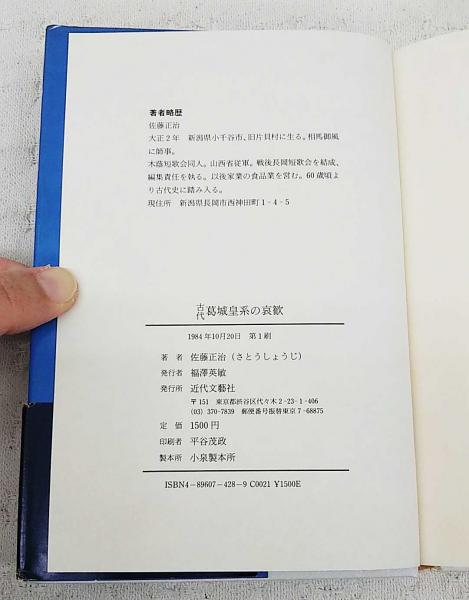 著者略歴
佐藤正治
大正2年 新潟県小千谷市、旧片貝村に生る。相馬御風
に師事。
木蔭短歌会同人。山西省従軍。戦後長岡短歌会を結成、
編集責任を執る。以後家業の食品業を営む。60歳頃よ
り古代史に踏み入る。
現住所 新潟県長岡市西神田町1-4-5
古代 葛城皇系の哀歓
1984年10月20日 第1刷
著者 佐藤正治(さとうしょうじ)
発行者 福澤英敏
発行所 近代文藝社
〒151 東京都渋谷区代々木2-23-1-406
(03)370-7839 郵便番号振替東京7-68875
定価 1500円
印刷者 平谷茂政
製本所 小泉製本所
ISBN4-89607-428-9 C0021 ¥1500E